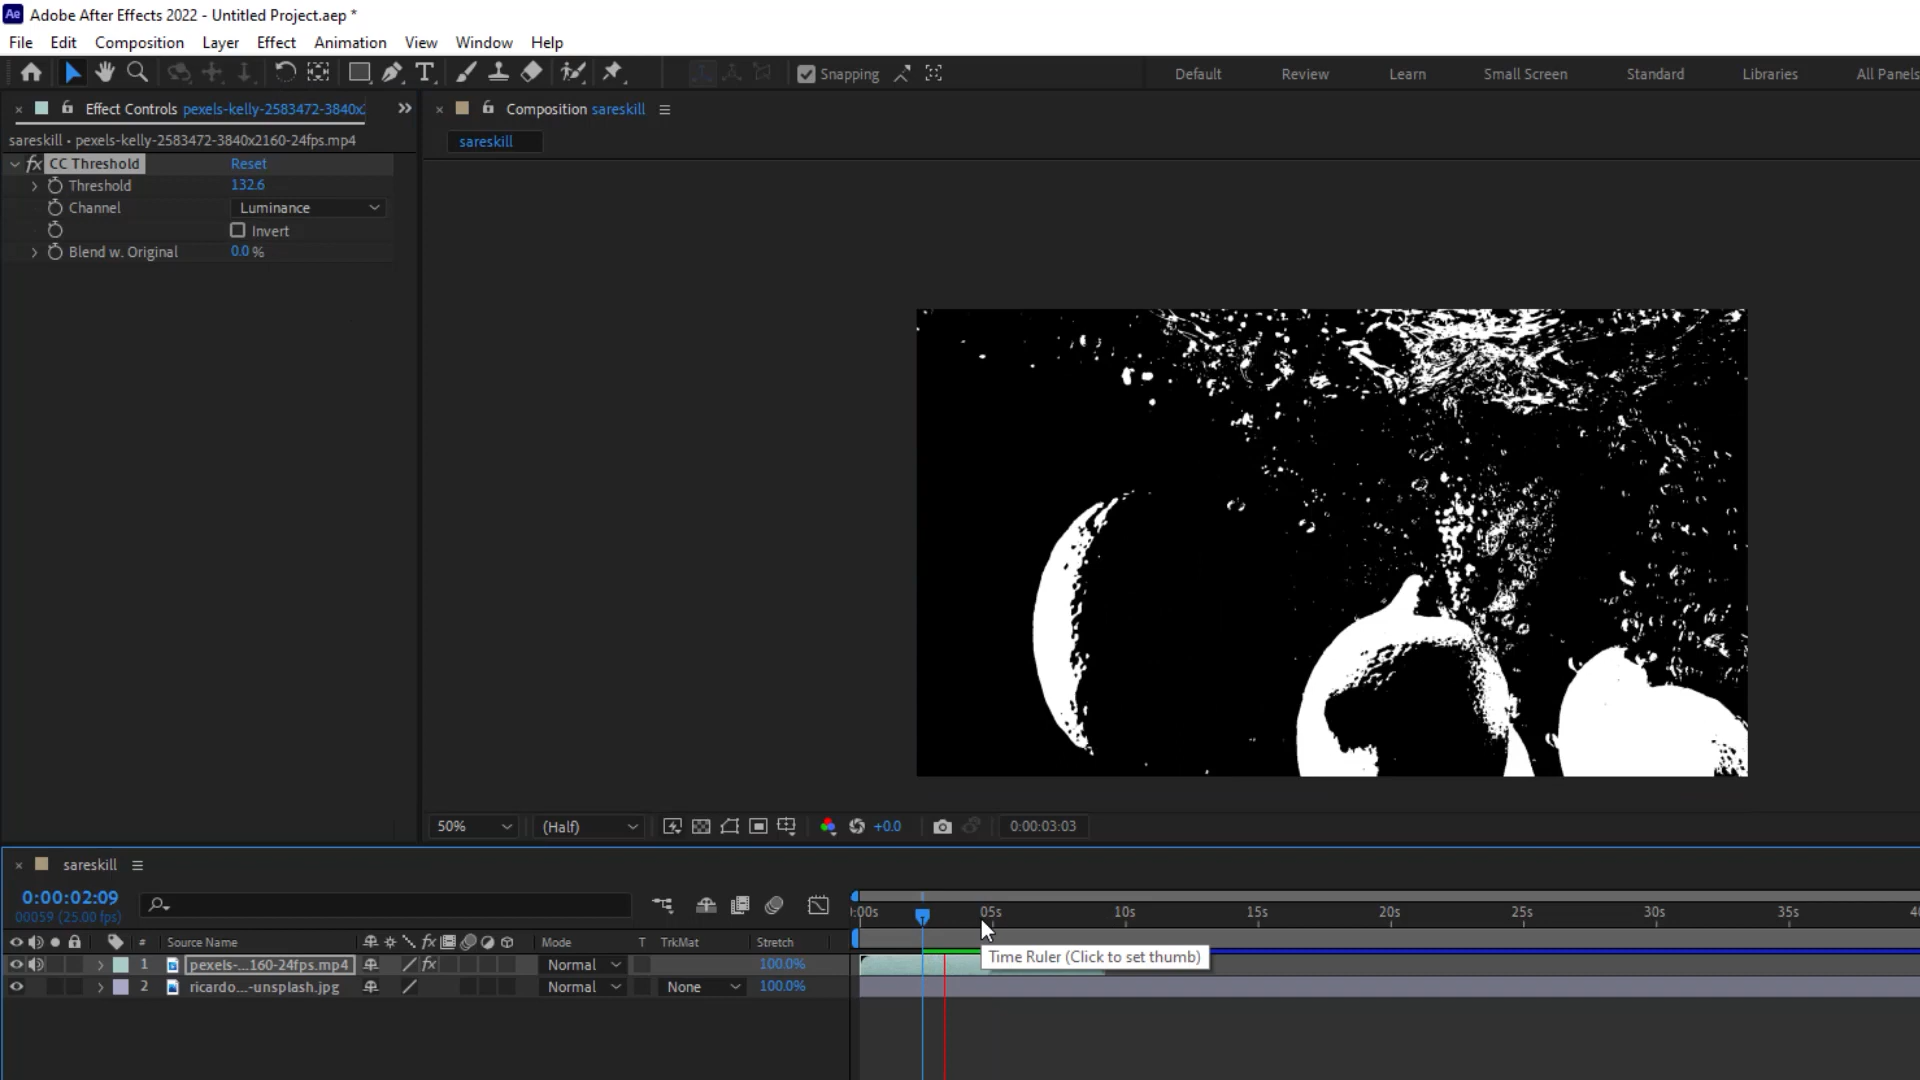 Ae Adobe After Effects 2022 - Untitled Project.aep *
File Edit Composition Layer Effect Animation View Window Help
Snapping Default Review Learn Small Screen Standard Libraries All Panels
Effect Controls pexels-kelly-2583472-3840x Composition sareskill
sareskill • pexels-kelly-2583472-3840x2160-24fps.mp4
sareskill
fx CC Threshold Reset
Threshold 132.6
Channel Luminance
Invert
Blend w. Original 0.0 %
50% (Half) +0.0 0:00:03:03
sareskill
0:00:02:09
00059 (25.00 fps)
:00s 05s 10s 15s 20s 25s 30s 35s
# Source Name fx Mode T TrkMat Stretch
Time Ruler (Click to set thumb)
1 pexels-...160-24fps.mp4 fx Normal 100.0%
2 ricardo...-unsplash.jpg Normal None 100.0%